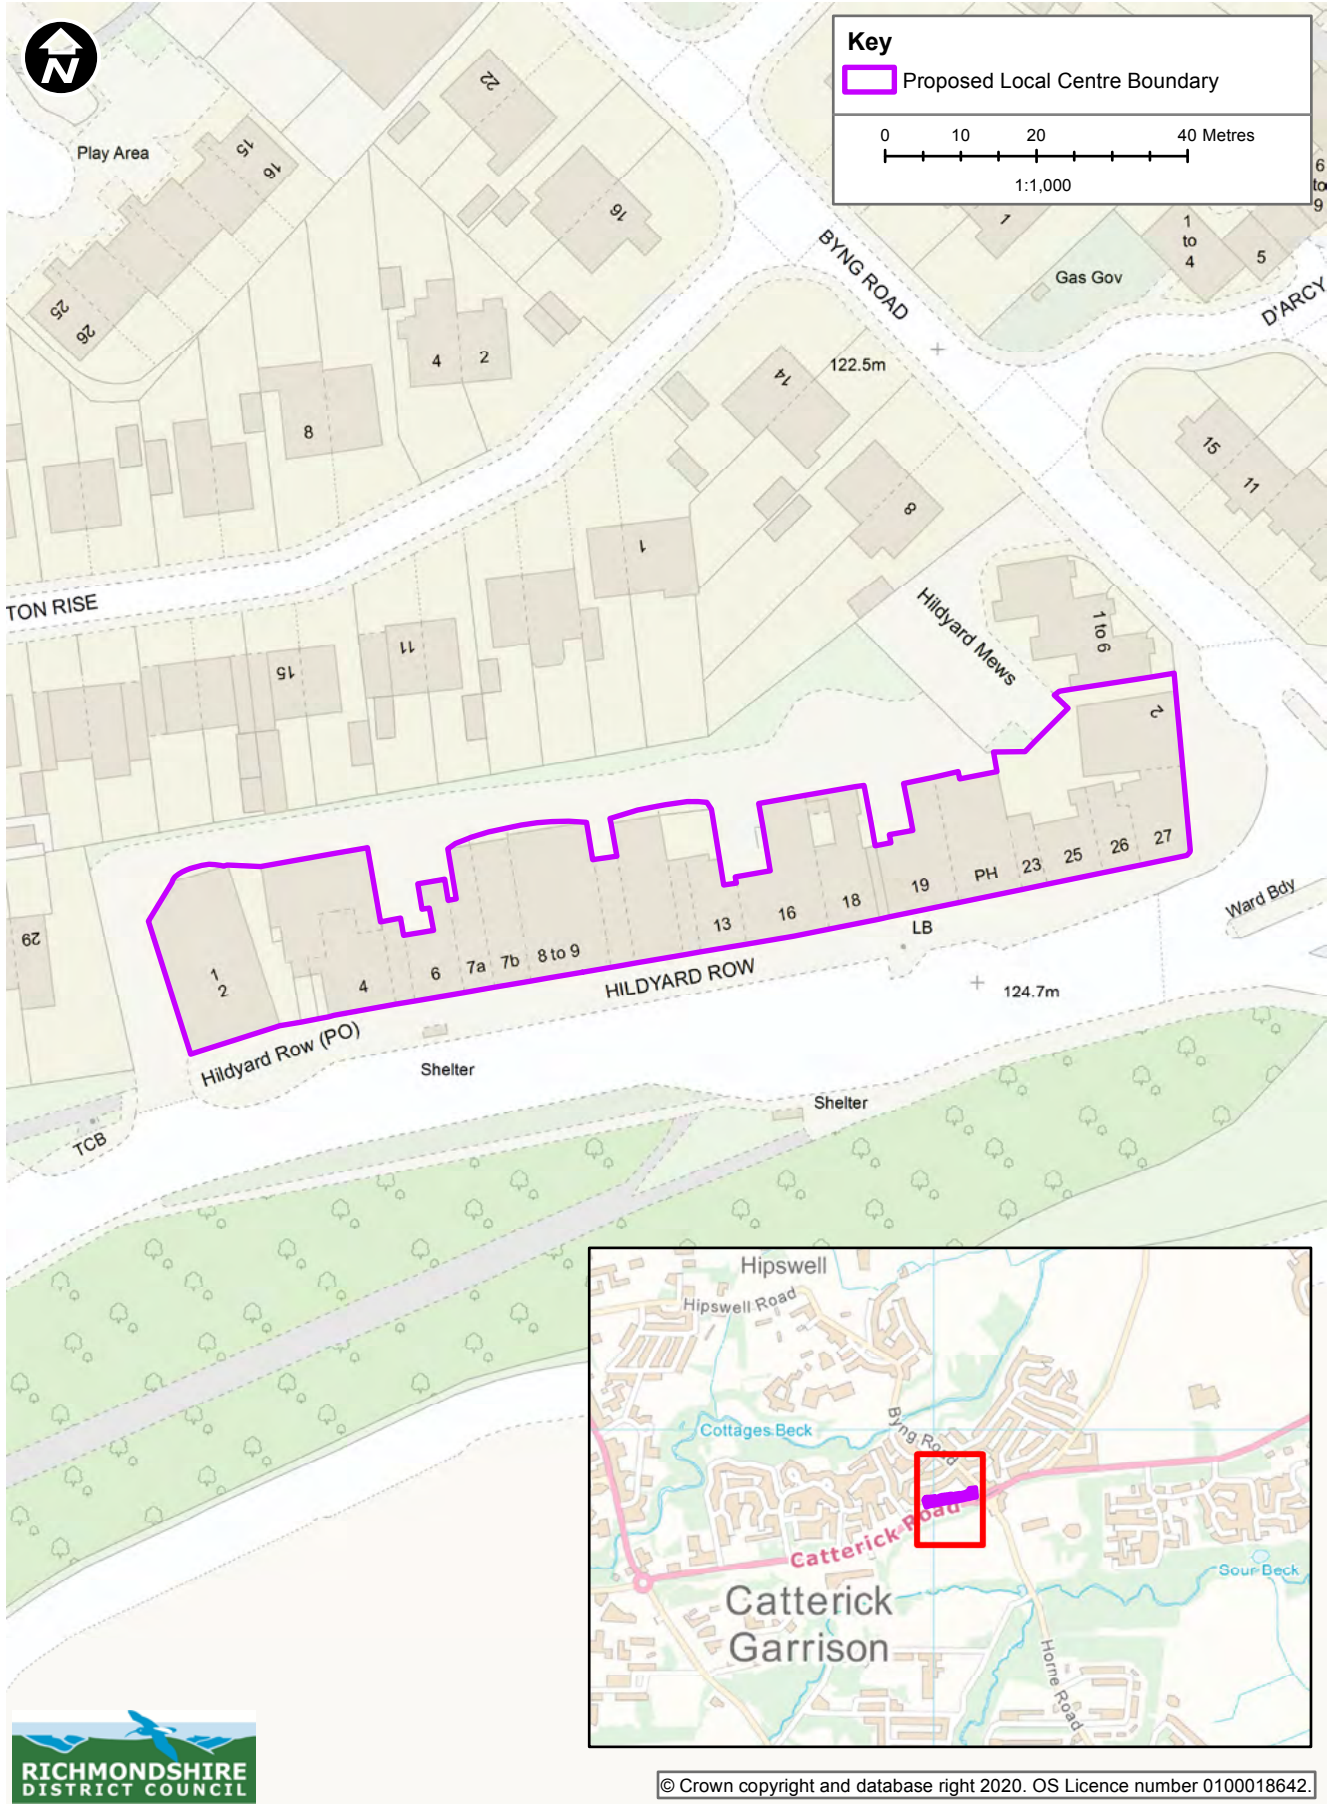 N
Key
Proposed Local Centre Boundary
0 10 20 40 Metres
1:1,000
Play Area
15
16
22
16
25
26
4
2
8
BYNG ROAD
122.5m
1
Gas Gov
1
to
4
5
6
to
9
D'ARCY
14
8
15
11
TON RISE
1
11
15
Hildyard Mews
1 to 6
2
29
1
2
4
6
7a
7b
8 to 9
13
16
18
19
PH
23
25
26
27
LB
HILDYARD ROW
124.7m
Ward Bdy
Hildyard Row (PO)
Shelter
Shelter
TCB
Hipswell
Hipswell Road
Cottages Beck
Byng Road
Catterick Road
Catterick
Garrison
Sour Beck
Horne Road
RICHMONDSHIRE
DISTRICT COUNCIL
© Crown copyright and database right 2020. OS Licence number 0100018642.